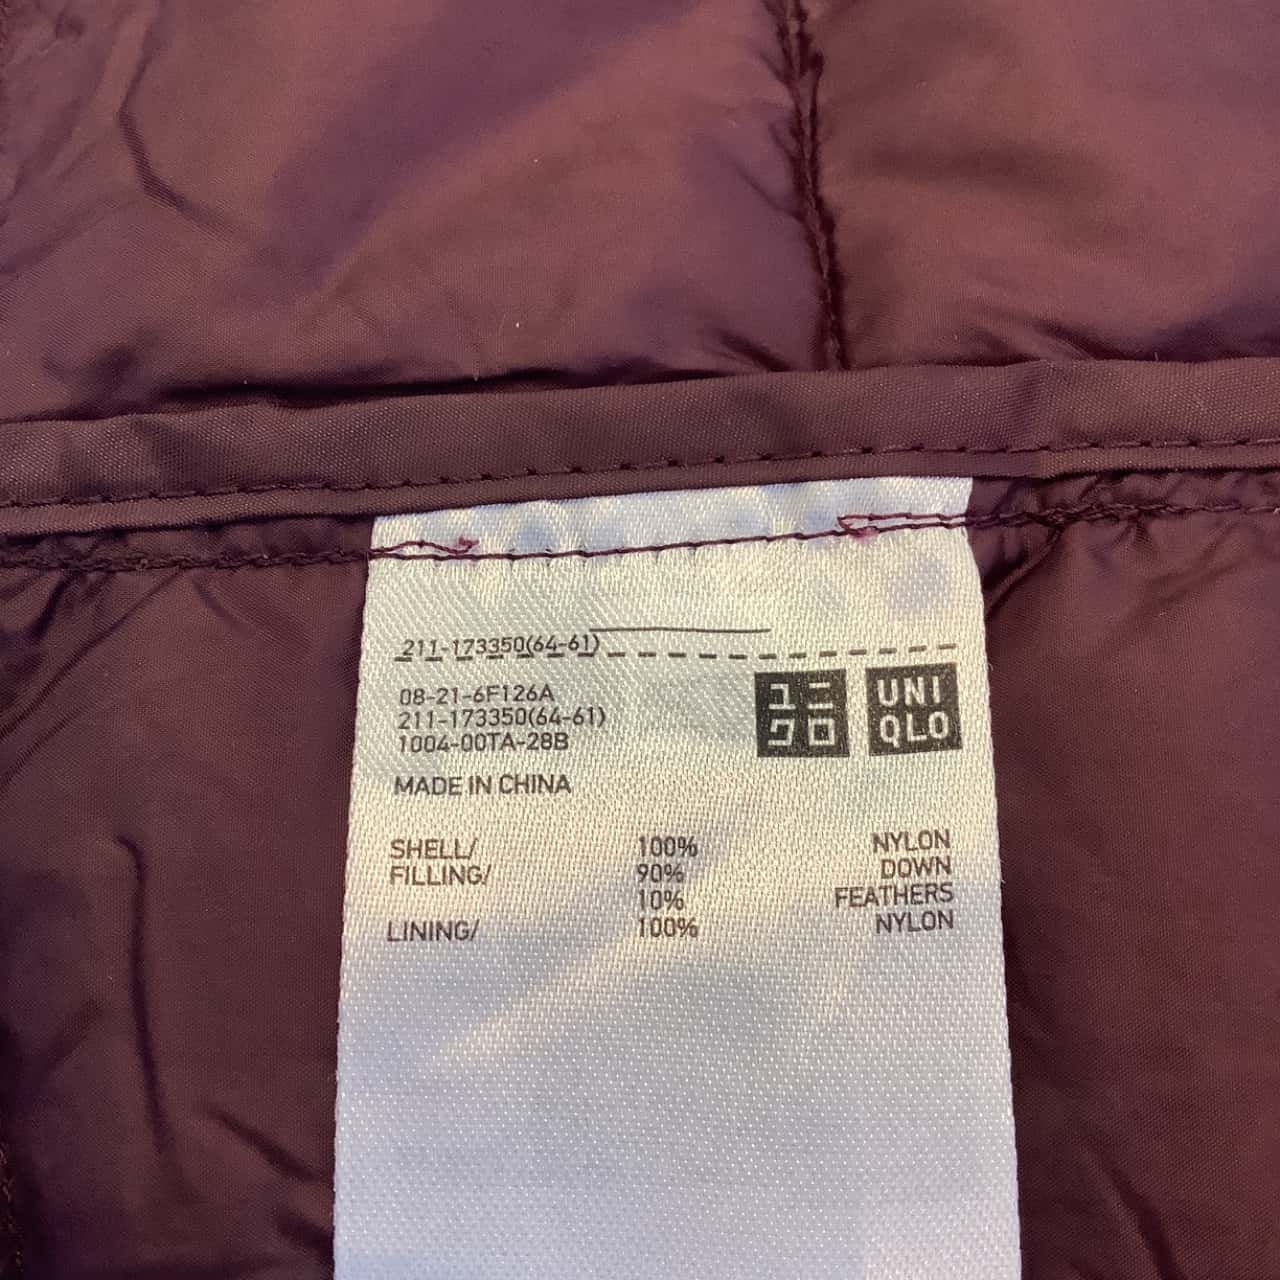 211-173350(64-61)
08-21-6F126A
211-173350(64-61)
1004-00TA-28B
ユニ
クロ
UNI
QLO
MADE IN CHINA
SHELL/ 100% NYLON
FILLING/ 90% DOWN
10% FEATHERS
LINING/ 100% NYLON